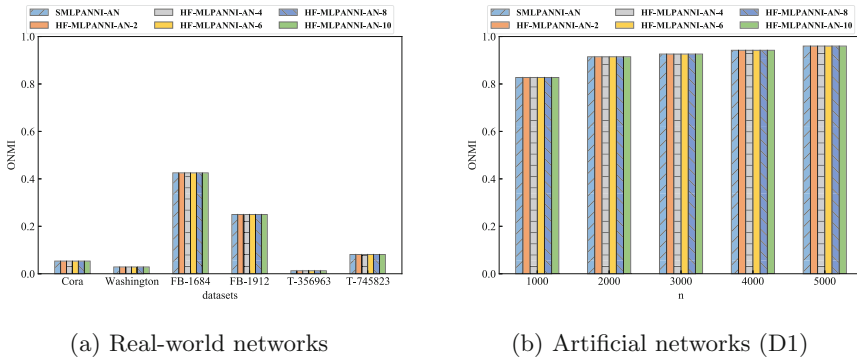 SMLPANNI-AN HF-MLPANNI-AN-4 HF-MLPANNI-AN-8
HF-MLPANNI-AN-2 HF-MLPANNI-AN-6 HF-MLPANNI-AN-10
1.0
0.8
0.6
0.4
0.2
0.0
ONMI
Cora Washington FB-1684 FB-1912 T-356963 T-745823
datasets
(a) Real-world networks
SMLPANNI-AN HF-MLPANNI-AN-4 HF-MLPANNI-AN-8
HF-MLPANNI-AN-2 HF-MLPANNI-AN-6 HF-MLPANNI-AN-10
1.0
0.8
0.6
0.4
0.2
0.0
ONMI
1000 2000 3000 4000 5000
n
(b) Artificial networks (D1)